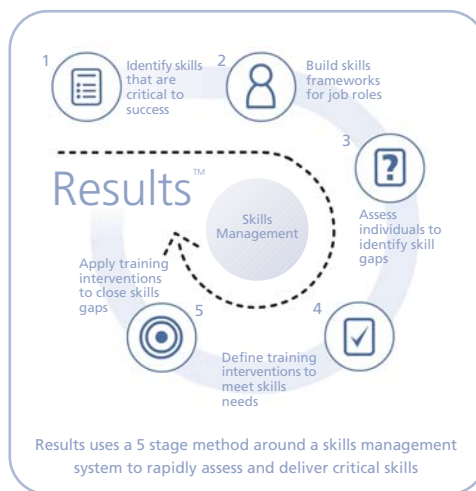 1
Identify skills
that are
critical to
success
2
Build skills
frameworks
for job roles
3
Assess
individuals to
identify skill
gaps
4
Define training
interventions to
meet skills
needs
5
Apply training
interventions
to close skills
gaps
Results™
Skills
Management
?
Results uses a 5 stage method around a skills management
system to rapidly assess and deliver critical skills